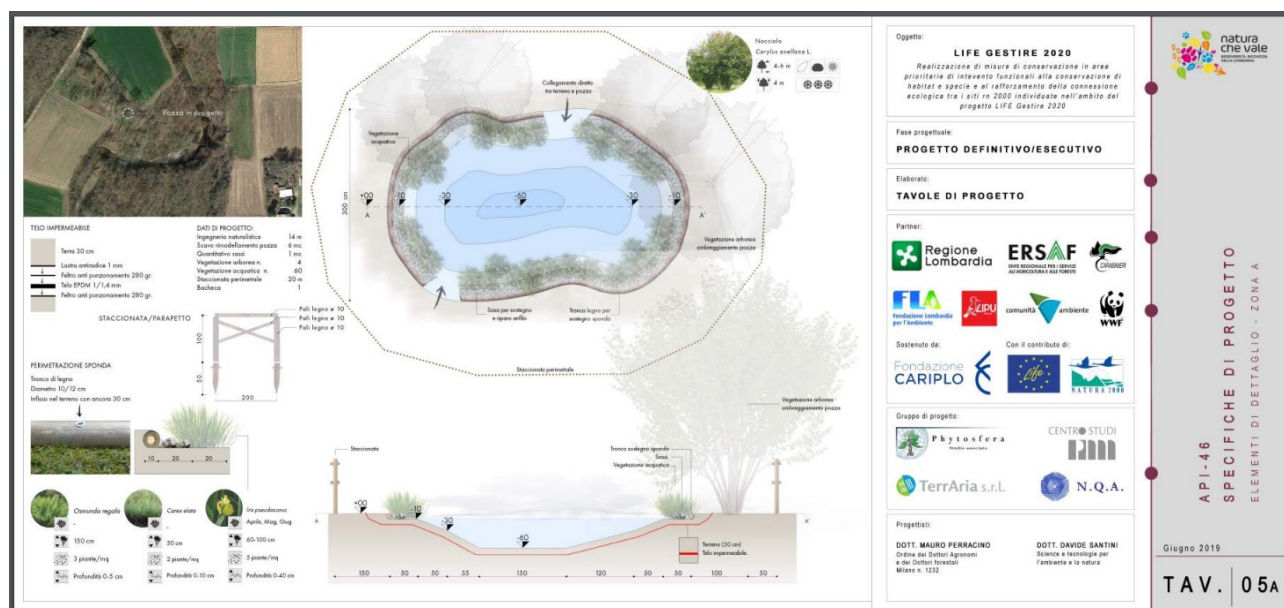 Pozza in progetto
TELO IMPERMEABILE
Terra 30 cm
Lastra antiradice 1 mm
Feltro anti punzonamento 280 gr.
Telo EPDM 1/1,4 mm
Feltro anti punzonamento 280 gr.
DATI DI PROGETTO:
Ingegneria naturalistica 14 m
Scavo rimodellamento pozza 6 mc
Quantitativo sassi 1 mc
Vegetazione arborea n. 4
Vegetazione acquatica n. 60
Staccionata perimetrale 20 m
Bacheca 1
STACCIONATA/PARAPETTO
Pali legno ø 10
Pali legno ø 10
Pali legno ø 10
100
50
200
PERIMETRAZIONE SPONDA
Tronco di legno
Diametro 10/12 cm
Infisso nel terreno con ancora 30 cm
10 20 20
Osmunda regalis
-
150 cm
3 piante/mq
Profondità 0-5 cm
Carex elata
-
50 cm
2 piante/mq
Profondità 0-10 cm
Iris pseudacorus
Aprile, Mag, Giug
60-100 cm
5 piante/mq
Profondità 0-40 cm
Nocciolo
Corylus avellana L.
4-6 m
4 m
Collegamento diretto
tra terreno e pozza
Vegetazione
acquatica
300 cm
+00 -10 -30 -60 -30 -10
A A'
Vegetazione arborea
ombreggiamento pozza
Sassi per sostegno
e riparo anfibi
Tronco legno per
sostegno sponda
Staccionata perimetrale
Vegetazione arborea
ombreggiamento pozza
Staccionata
Tronco sostegno sponda
Sassi
Vegetazione acquatica
+00 -10 -30 -60
A A'
Terreno (30 cm)
Telo impermeabile
150 50 50 55 150 120 50 50 100 50
Oggetto:
LIFE GESTIRE 2020
Realizzazione di misure di conservazione in aree
prioritarie di intevento funzionali alla conservazione di
habitat e specie e al rafforzamento della connessione
ecologica tra i siti rn 2000 individuate nell'ambito del
progetto LIFE Gestire 2020
Fase progettuale:
PROGETTO DEFINITIVO/ESECUTIVO
Elaborato:
TAVOLE DI PROGETTO
Partner:
Regione
Lombardia
ERSAF
ENTE REGIONALE PER I SERVIZI
ALL'AGRICOLTURA E ALLE FORESTE
CARABINIERI
FLA
Fondazione Lombardia
per l'Ambiente
LIPU
comunità ambiente
WWF
Sostenuto da:
Fondazione
CARIPLO
Con il contributo di:
Life
NATURA 2000
Gruppo di progetto:
Phytosfera
Studio associato
CENTRO STUDI
PIM
TerrAria s.r.l.
N.Q.A.
Progettisti:
DOTT. MAURO PERRACINO
Ordine dei Dottori Agronomi
e dei Dottori forestali
Milano n. 1232
DOTT. DAVIDE SANTINI
Scienze e tecnologie per
l'ambiente e la natura
natura
che vale
BIODIVERSITÀ, RICCHEZZA
DELLA LOMBARDIA
API-46
SPECIFICHE DI PROGETTO
ELEMENTI DI DETTAGLIO - ZONA A
Giugno 2019
TAV. 05A